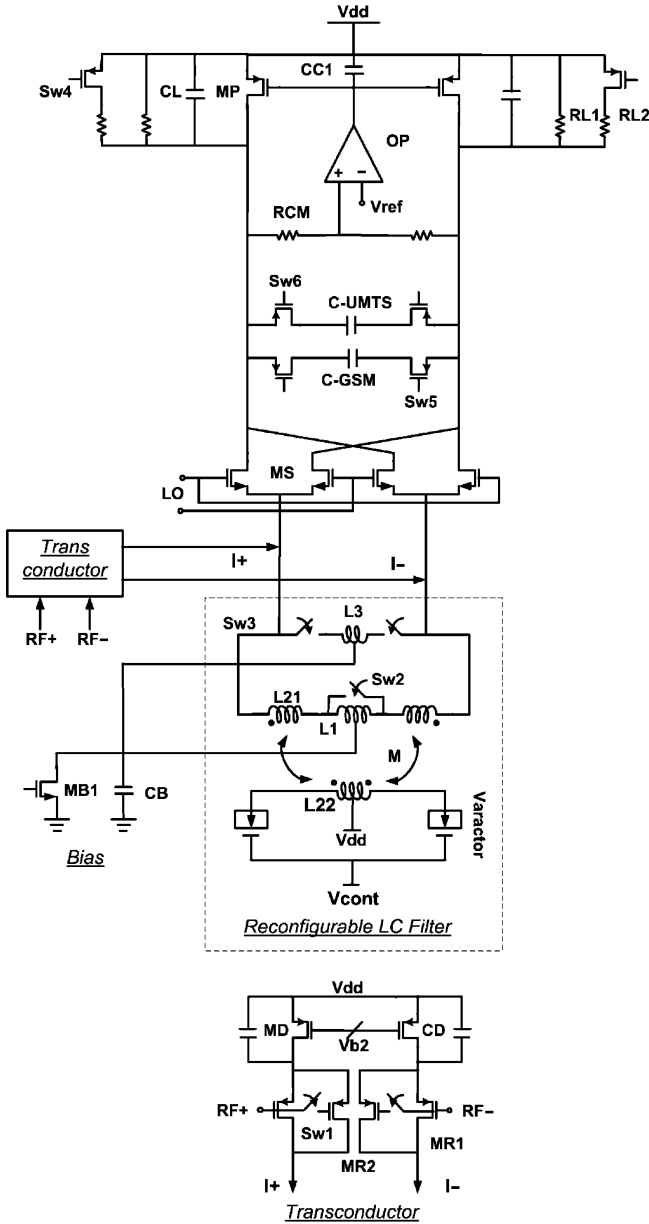 Vdd
CC1
Sw4
CL
MP
RL1
RL2
OP
+ −
Vref
RCM
Sw6
C-UMTS
C-GSM
Sw5
MS
LO
Trans
conductor
I+
I−
RF+ RF−
Sw3
L3
Sw2
L21
L1
M
MB1
CB
L22
Vdd
Varactor
Bias
Vcont
Reconfigurable LC Filter
Vdd
MD
CD
Vb2
RF+
RF−
Sw1
MR1
MR2
I+
I−
Transconductor